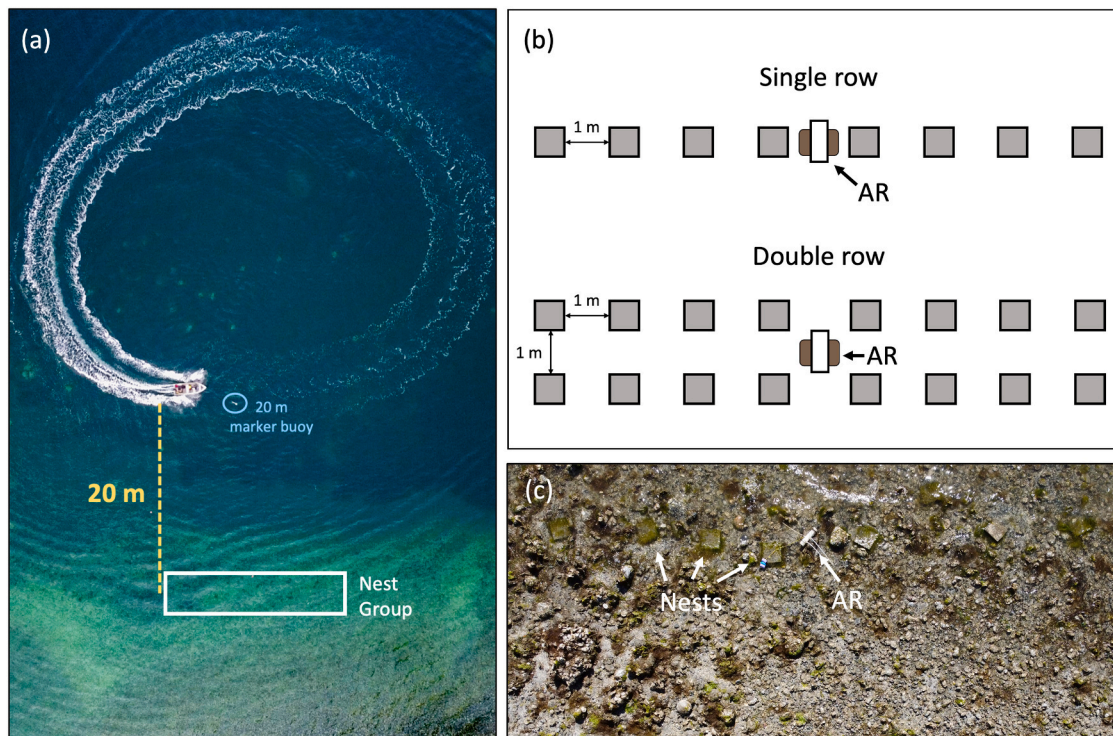 (a)
20 m
marker buoy
20 m
Nest
Group
(b)
Single row
1 m
AR
Double row
1 m
1 m
AR
(c)
Nests
AR